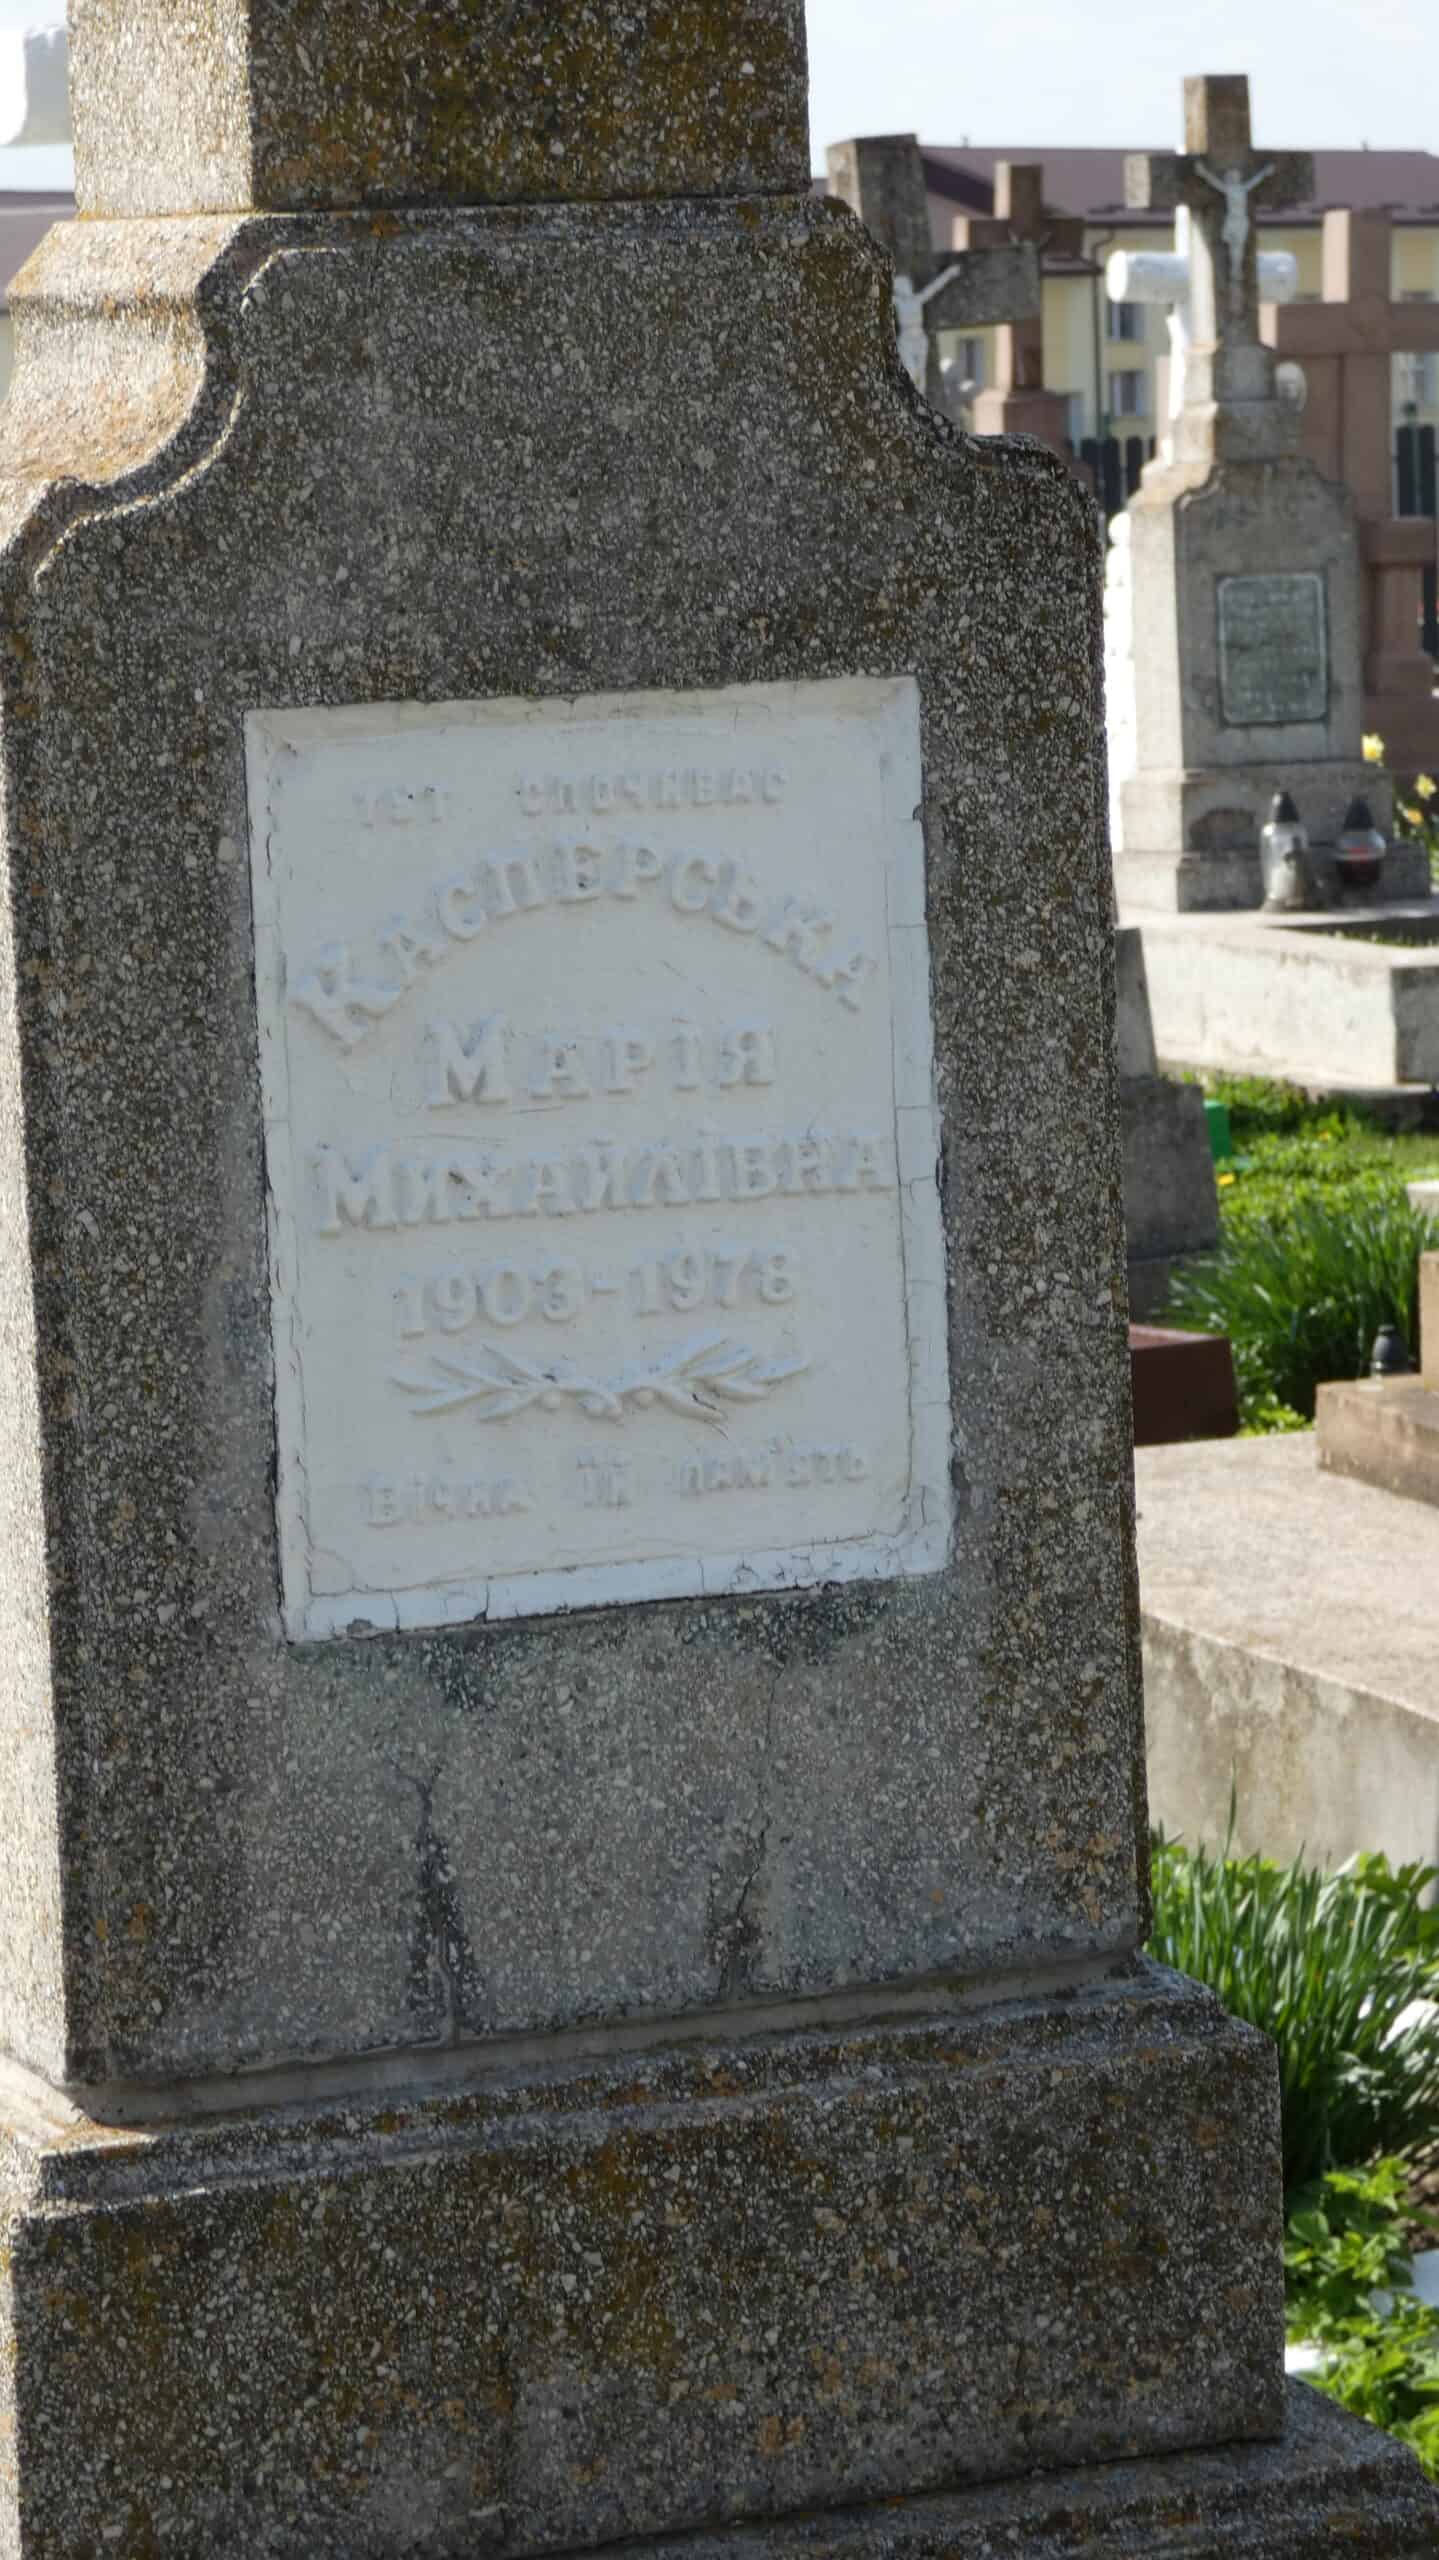 тут спочиває
Касперська
Марія
Михайлівна
1903-1978
Вічна їй пам'ять